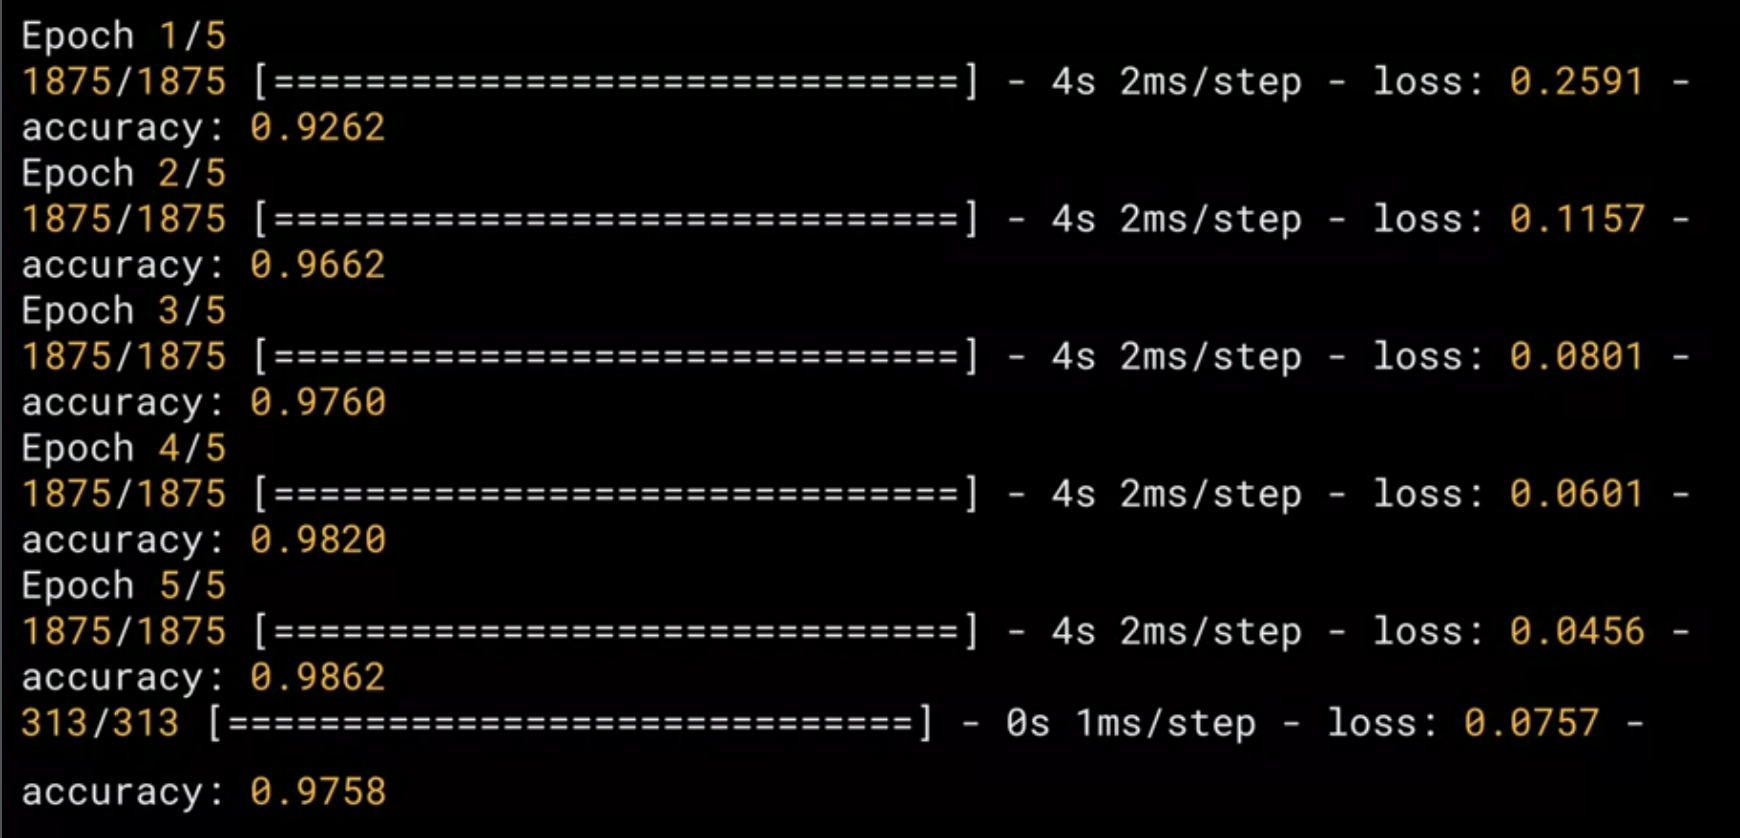 Epoch 1/5
1875/1875 [==============================] - 4s 2ms/step - loss: 0.2591 -
accuracy: 0.9262
Epoch 2/5
1875/1875 [==============================] - 4s 2ms/step - loss: 0.1157 -
accuracy: 0.9662
Epoch 3/5
1875/1875 [==============================] - 4s 2ms/step - loss: 0.0801 -
accuracy: 0.9760
Epoch 4/5
1875/1875 [==============================] - 4s 2ms/step - loss: 0.0601 -
accuracy: 0.9820
Epoch 5/5
1875/1875 [==============================] - 4s 2ms/step - loss: 0.0456 -
accuracy: 0.9862
313/313 [==============================] - 0s 1ms/step - loss: 0.0757 -
accuracy: 0.9758